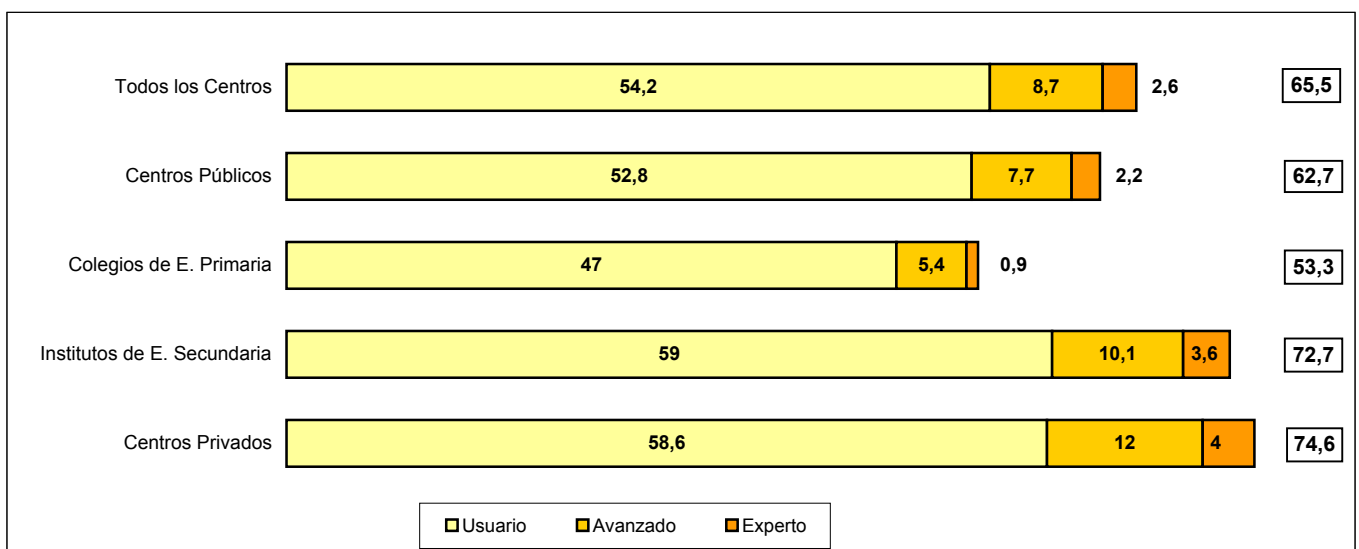 Todos los Centros 54,2 8,7 2,6 65,5
Centros Públicos 52,8 7,7 2,2 62,7
Colegios de E. Primaria 47 5,4 0,9 53,3
Institutos de E. Secundaria 59 10,1 3,6 72,7
Centros Privados 58,6 12 4 74,6
Usuario Avanzado Experto